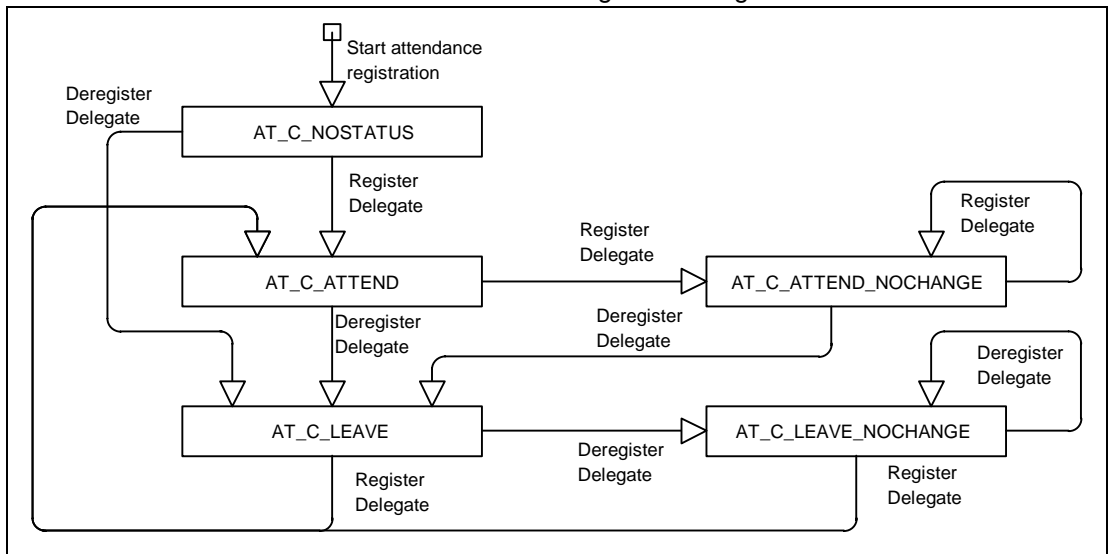 Start attendance
registration
Deregister
Delegate
AT_C_NOSTATUS
Register
Delegate
Register
Delegate
Register
Delegate
AT_C_ATTEND
AT_C_ATTEND_NOCHANGE
Deregister
Delegate
Deregister
Delegate
Deregister
Delegate
AT_C_LEAVE
AT_C_LEAVE_NOCHANGE
Deregister
Delegate
Register
Delegate
Register
Delegate